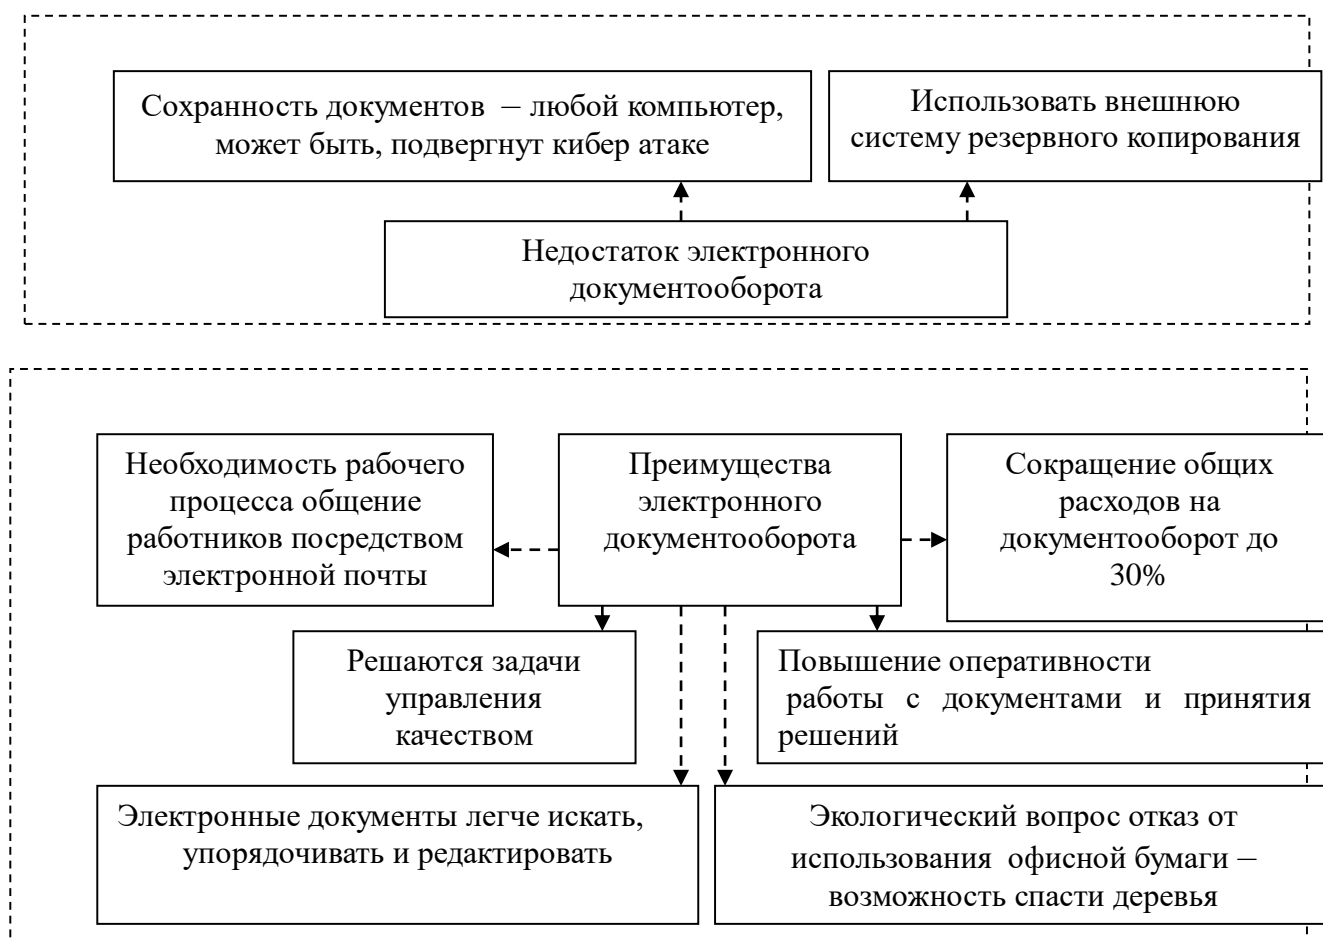 Сохранность документов – любой компьютер,
может быть, подвергнут кибер атаке
Использовать внешнюю
систему резервного копирования
Недостаток электронного
документооборота
Необходимость рабочего
процесса общение
работников посредством
электронной почты
Преимущества
электронного
документооборота
Сокращение общих
расходов на
документооборот до
30%
Решаются задачи
управления
качеством
Повышение оперативности
работы с документами и принятия
решений
Электронные документы легче искать,
упорядочивать и редактировать
Экологический вопрос отказ от
использования офисной бумаги –
возможность спасти деревья